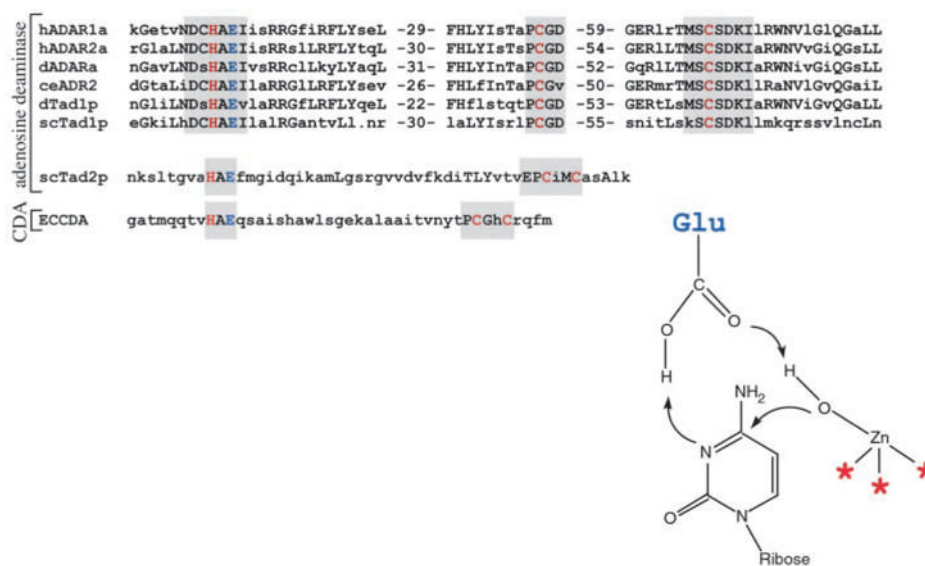 adenosine deaminase
hADAR1a kGetvNDCHAEIisRRGfiRFLYseL -29- FHLYIsTaPCGD -59- GERlrTMSCSDKIlRWNVlGlQGaLL
hADAR2a rGlaLNDCHAEIisRRSlLRFLYtqL -30- FHLYISTsPCGD -54- GERlLTMSCSDKIaRWNVvGiQGsLL
dADARa nGavLNDsHAEIvsRRclLkyLYaqL -31- FHLYInTaPCGD -52- GqRlLTMSCSDKIaRWNivGiQGsLL
ceADR2 dGtaLiDCHAEIlaRRGlLRFLYsev -26- FHLfInTaPCGv -50- GERmrTMSCSDKIlRaNVlGvQGaiL
dTad1p nGliLNDsHAEvlaRRGfLRFLYqeL -22- FHflstqtPCGD -53- GERtLsMSCSDKIaRWNViGvQGaLL
scTad1p eGkiLhDCHAEIlalRGantvLl.nr -30- laLYIsrlPCGD -55- snitLsksCSDKIlmkqrssvlncLn
scTad2p nksltgvaHAEfmgidqikamLgsrgvvdvfkdiTLYvtvEPCiMCasAlk
CDA
ECCDA gatmqqtvHAEqsaishawlsgekalaaitvnytPCGhCrqfm
Glu
C
O
O
H
H
NH2
O
Zn
* * *
N
O
N
Ribose